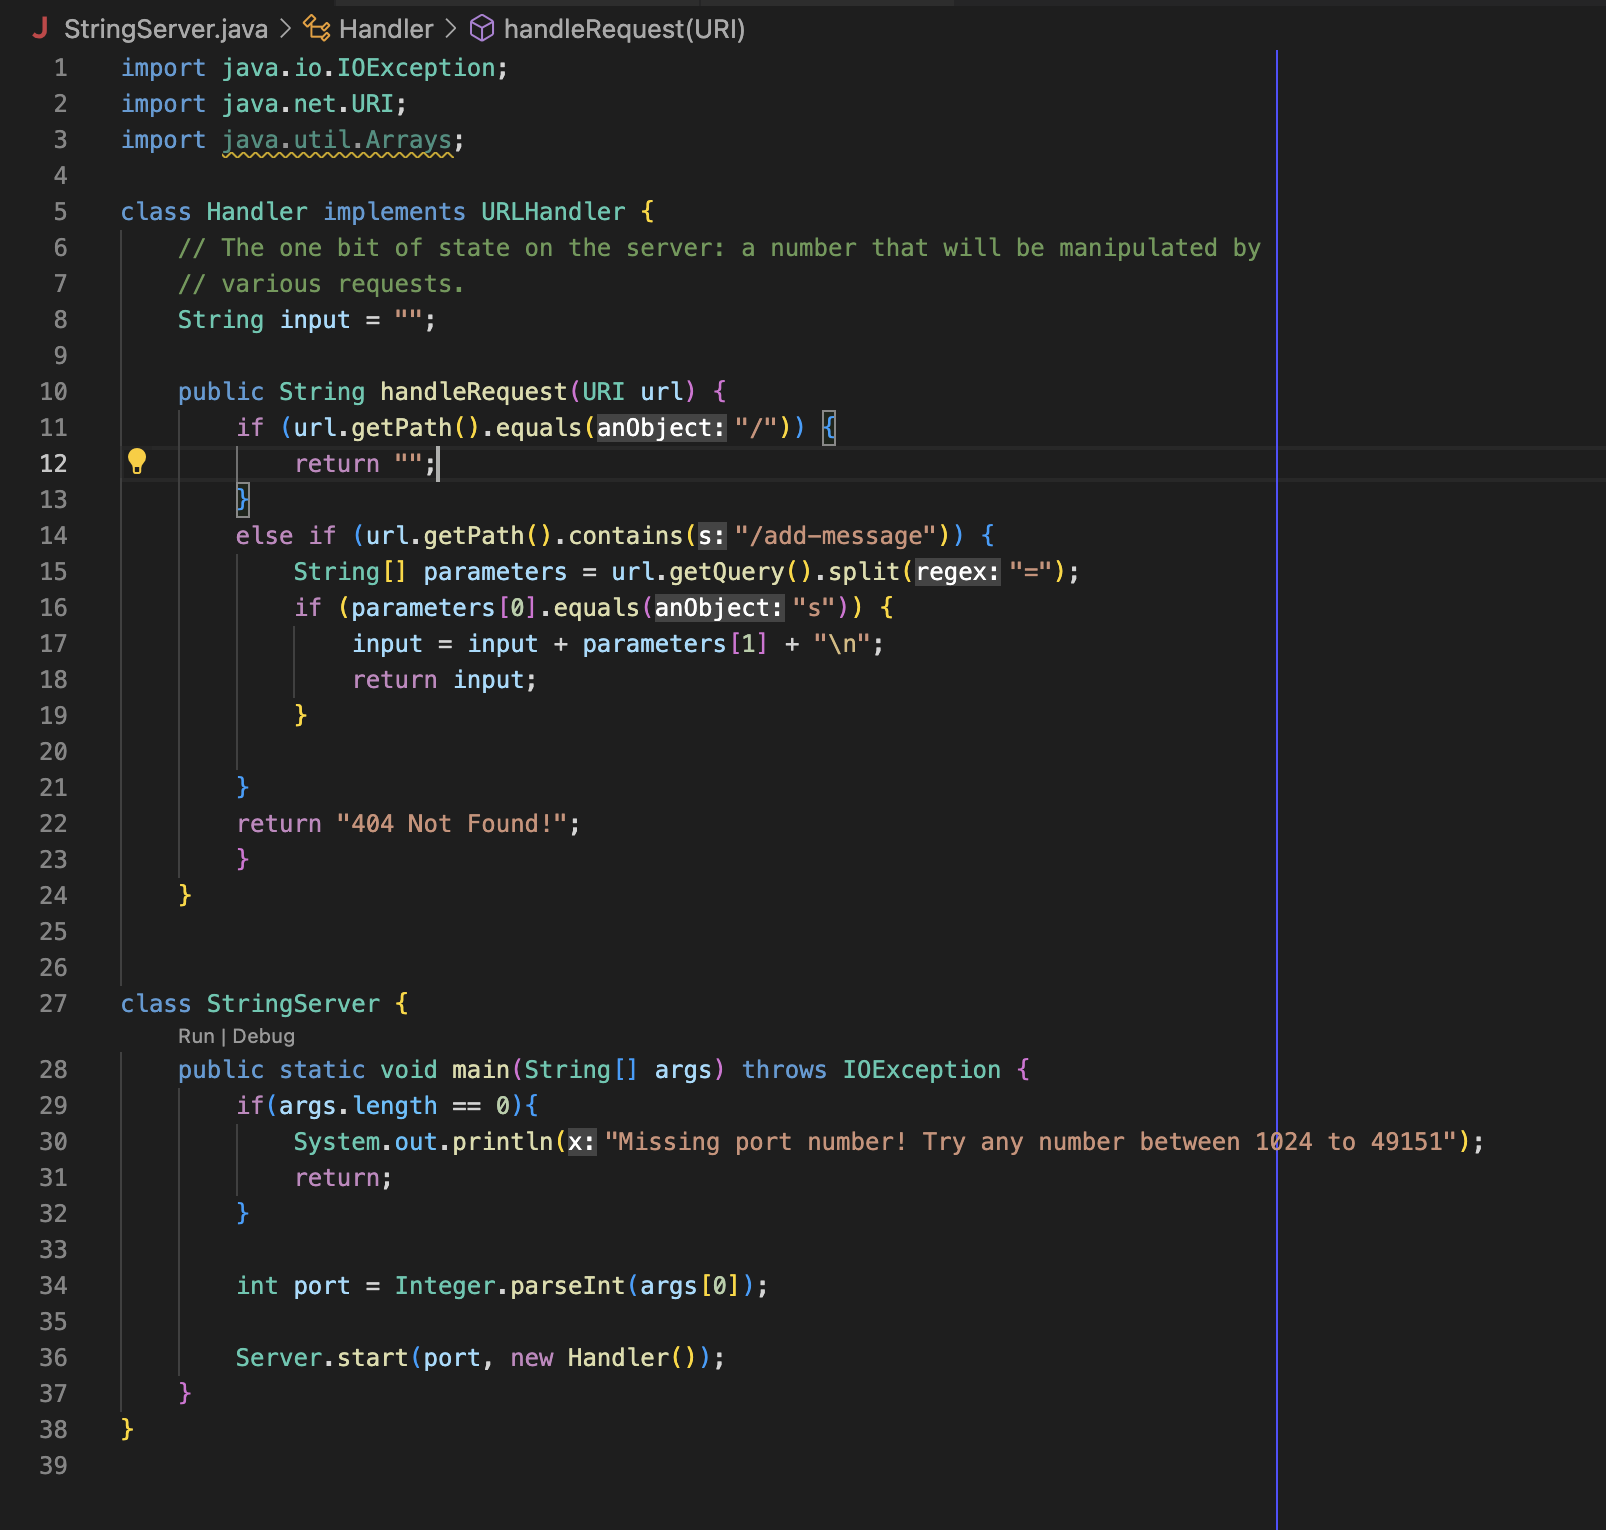 J StringServer.java > Handler > handleRequest(URI)
1 import java.io.IOException;
2 import java.net.URI;
3 import java.util.Arrays;
4
5 class Handler implements URLHandler {
6 // The one bit of state on the server: a number that will be manipulated by
7 // various requests.
8 String input = "";
9
10 public String handleRequest(URI url) {
11 if (url.getPath().equals(anObject: "/")) {
12 return "";
13 }
14 else if (url.getPath().contains(s: "/add-message")) {
15 String[] parameters = url.getQuery().split(regex: "=");
16 if (parameters[0].equals(anObject: "s")) {
17 input = input + parameters[1] + "\n";
18 return input;
19 }
20
21 }
22 return "404 Not Found!";
23 }
24 }
25
26
27 class StringServer {
Run | Debug
28 public static void main(String[] args) throws IOException {
29 if(args.length == 0){
30 System.out.println(x: "Missing port number! Try any number between 1024 to 49151");
31 return;
32 }
33
34 int port = Integer.parseInt(args[0]);
35
36 Server.start(port, new Handler());
37 }
38 }
39